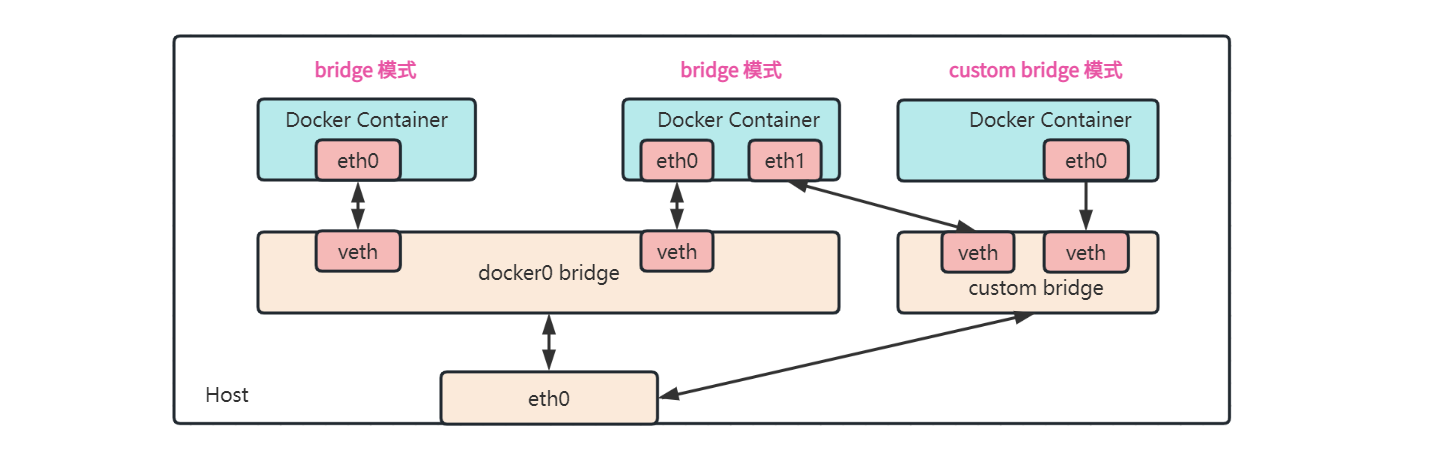 bridge 模式
bridge 模式
custom bridge 模式
Docker Container
Docker Container
Docker Container
eth0
eth0
eth1
eth0
veth
veth
veth
veth
docker0 bridge
custom bridge
Host
eth0